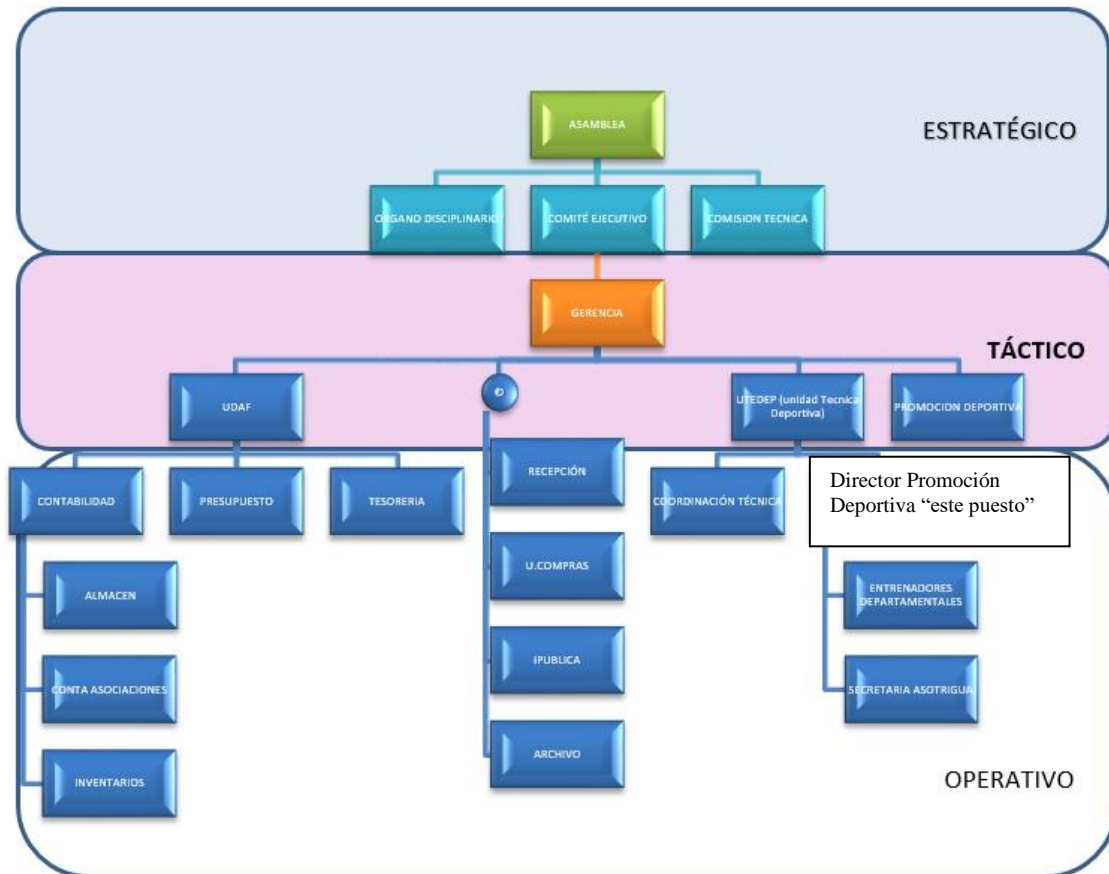 ASAMBLEA
ESTRATÉGICO
ORGANO DISCIPLINARIO
COMITÉ EJECUTIVO
COMISION TECNICA
GERENCIA
TÁCTICO
UDAF
©
UTEDEP (unidad Tecnica
Deportiva)
PROMOCION DEPORTIVA
CONTABILIDAD
PRESUPUESTO
TESORERIA
RECEPCIÓN
COORDINACIÓN TÉCNICA
Director Promoción
Deportiva “este puesto”
ALMACEN
U.COMPRAS
ENTRENADORES
DEPARTAMENTALES
CONTA ASOCIACIONES
IPUBLICA
SECRETARIA ASOTRIGUA
INVENTARIOS
ARCHIVO
OPERATIVO